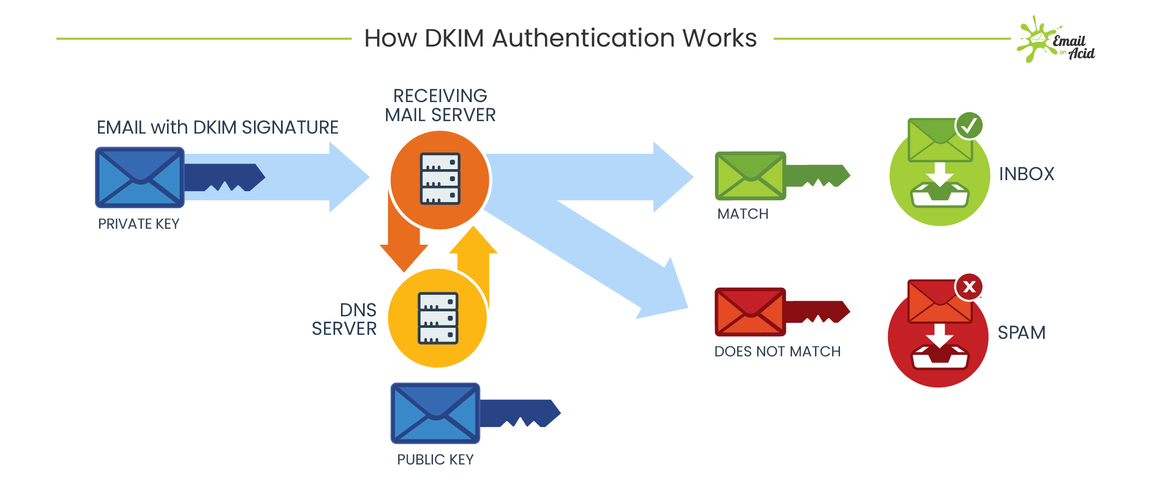 How DKIM Authentication Works
Email
on
Acid
RECEIVING
MAIL SERVER
EMAIL with DKIM SIGNATURE
PRIVATE KEY
MATCH
INBOX
DNS
SERVER
DOES NOT MATCH
SPAM
PUBLIC KEY